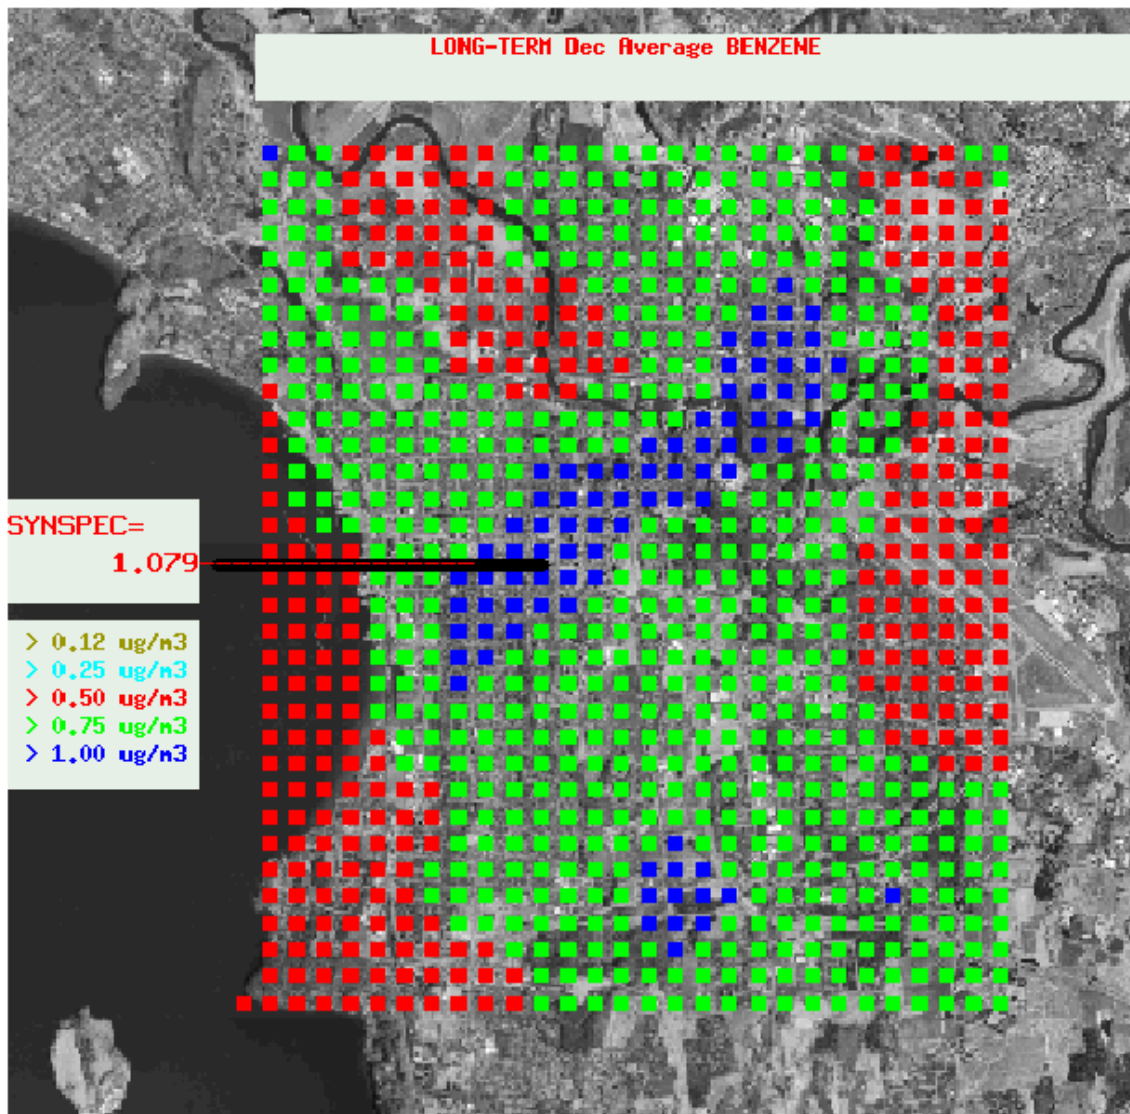 LONG-TERM Dec Average BENZENE
SYNSPEC=
1.079
> 0.12 ug/m3
> 0.25 ug/m3
> 0.50 ug/m3
> 0.75 ug/m3
> 1.00 ug/m3